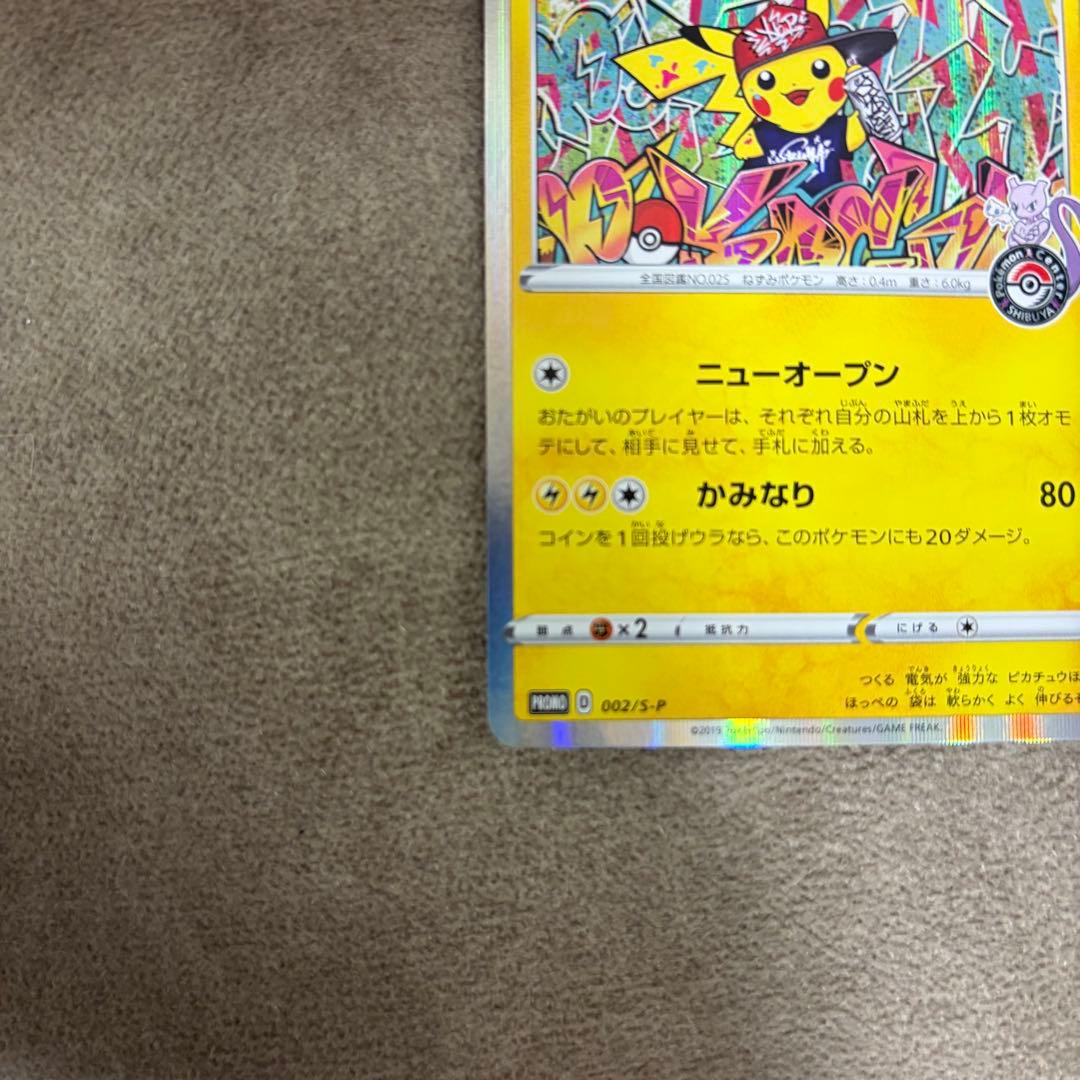 全国図鑑NO.025 ねずみポケモン 高さ:0.4m 重さ:6.0kg
Pokémon Center
SHIBUYA
ニューオープン
おたがいのプレイヤーは、それぞれ自分の山札を上から1枚オモ
テにして、相手に見せて、手札に加える。
かみなり 80
コインを1回投げウラなら、このポケモンにも20ダメージ。
弱点 ×2 抵抗力 にげる
つくる 電気が 強力な ピカチュウほ
ほっぺの 袋は 軟らかく よく 伸びるぞ
PROMO D 002/S-P
©2019 Pokémon/Nintendo/Creatures/GAME FREAK.